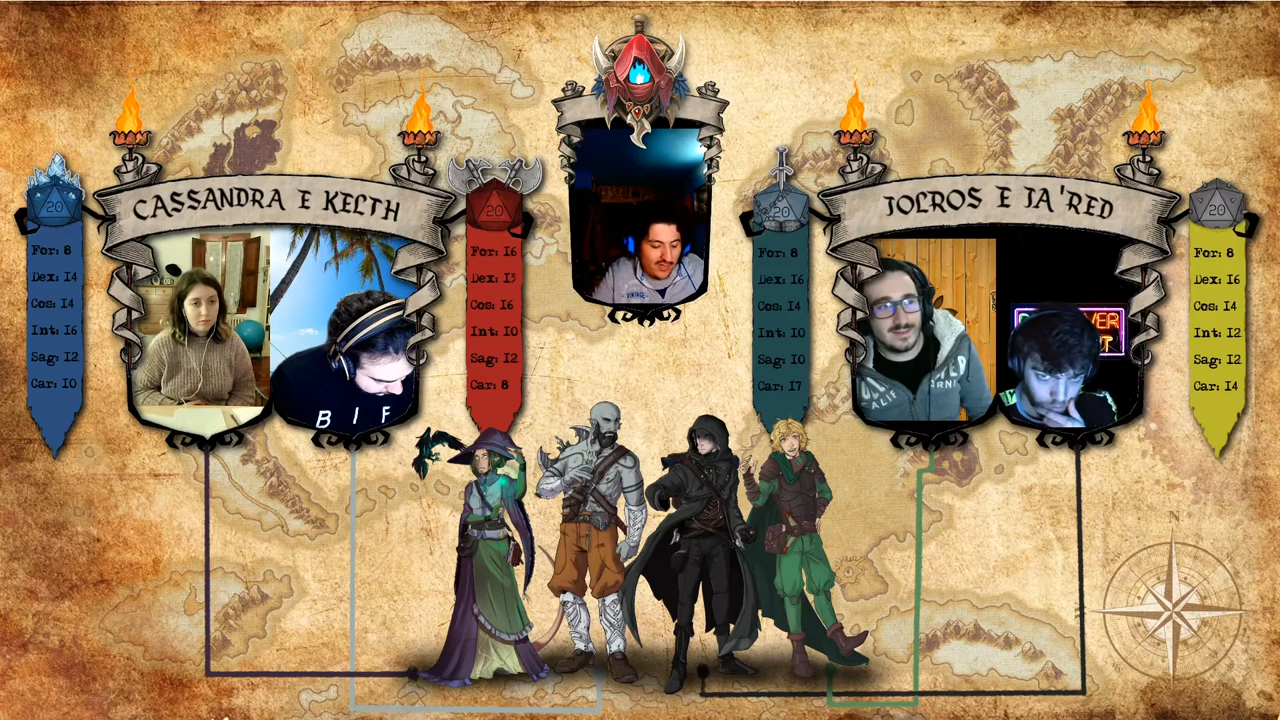 CASSANDRA E KELTH
JOLROS E JA'RED
20
For: 8
Dex: 14
Cos: 14
Int: 16
Sag: 12
Car: 10
20
For: 16
Dex: 13
Cos: 16
Int: 10
Sag: 12
Car: 8
20
For: 8
Dex: 16
Cos: 14
Int: 10
Sag: 10
Car: 17
20
For: 8
Dex: 16
Cos: 14
Int: 12
Sag: 12
Car: 14
VINTAGE
B I F
N